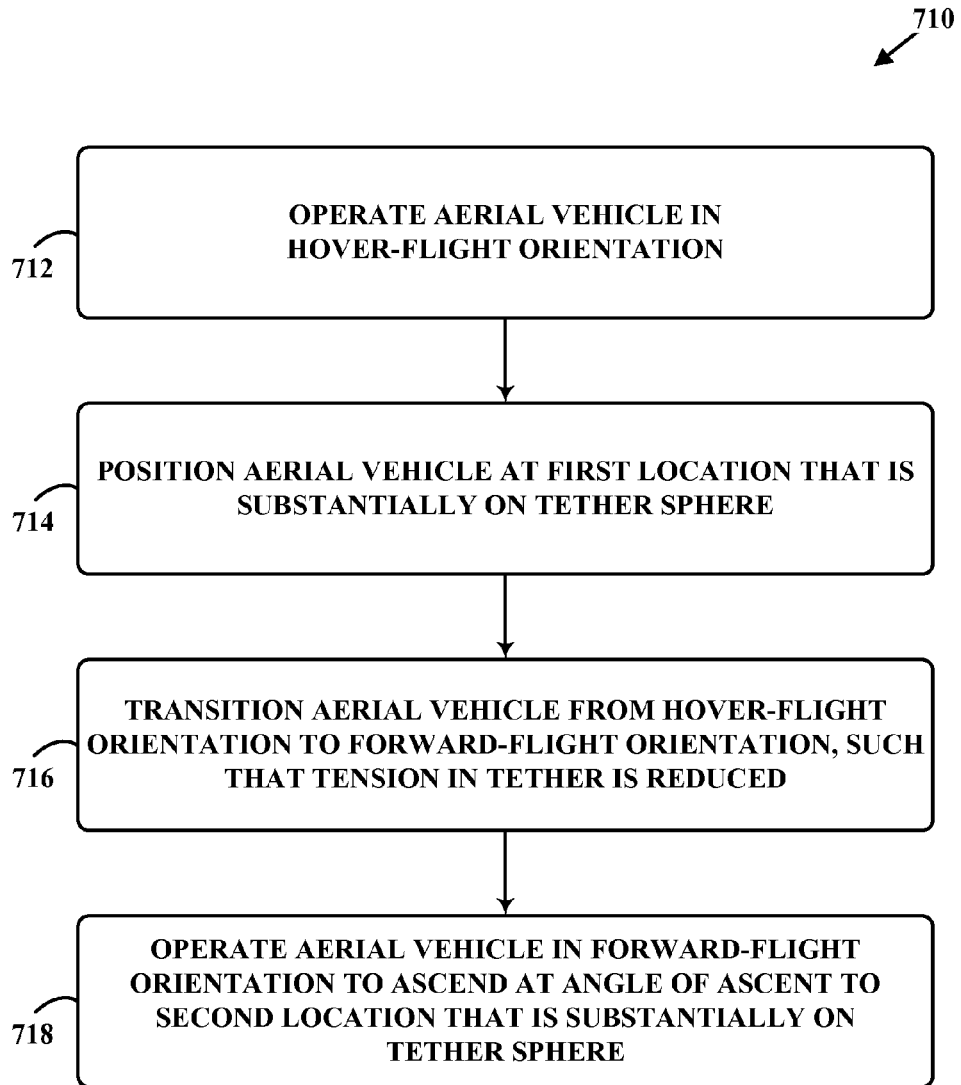 710
OPERATE AERIAL VEHICLE IN
HOVER-FLIGHT ORIENTATION
712
POSITION AERIAL VEHICLE AT FIRST LOCATION THAT IS
SUBSTANTIALLY ON TETHER SPHERE
714
TRANSITION AERIAL VEHICLE FROM HOVER-FLIGHT
ORIENTATION TO FORWARD-FLIGHT ORIENTATION, SUCH
THAT TENSION IN TETHER IS REDUCED
716
OPERATE AERIAL VEHICLE IN FORWARD-FLIGHT
ORIENTATION TO ASCEND AT ANGLE OF ASCENT TO
SECOND LOCATION THAT IS SUBSTANTIALLY ON
TETHER SPHERE
718